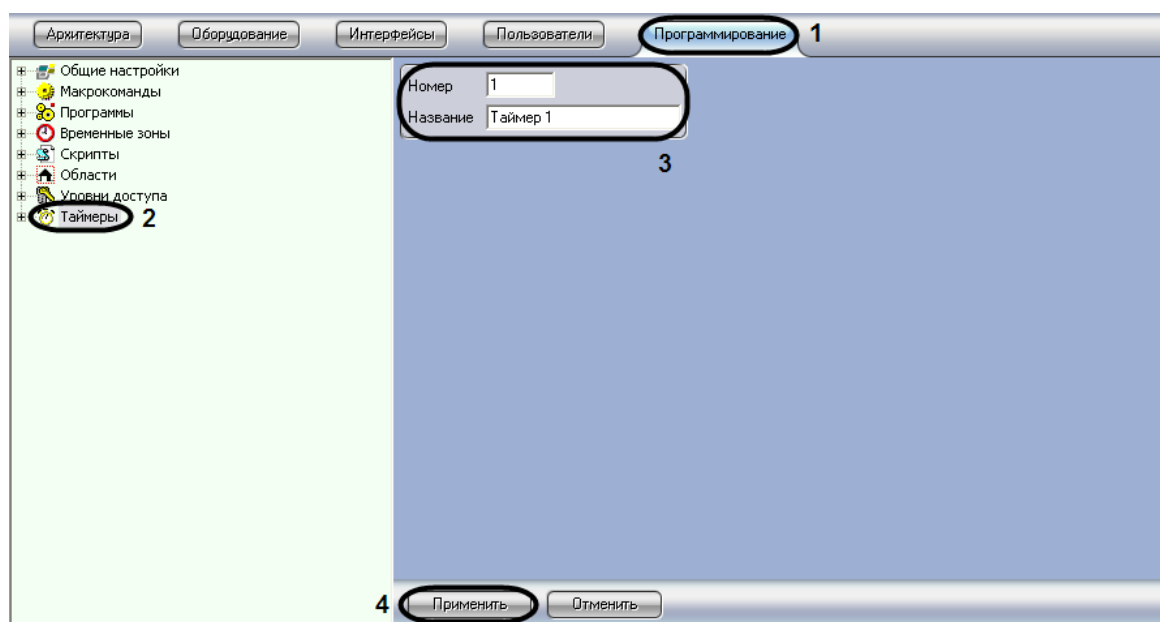 Архитектура Оборудование Интерфейсы Пользователи Программирование 1
Общие настройки
Макрокоманды
Программы
Временные зоны
Скрипты
Области
Уровни доступа
Таймеры 2
Номер 1
Название Таймер 1
3
4 Применить Отменить